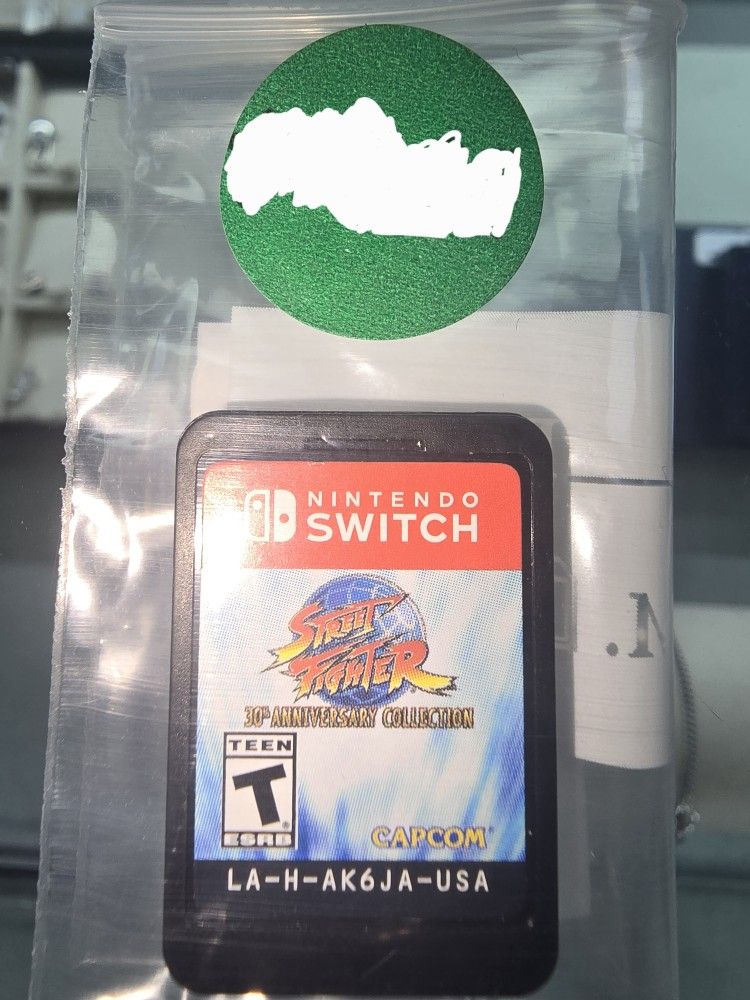 NINTENDO
SWITCH
STREET
FIGHTER
30th ANNIVERSARY COLLECTION
TEEN
T
ESRB
CAPCOM
LA-H-AK6JA-USA
.N